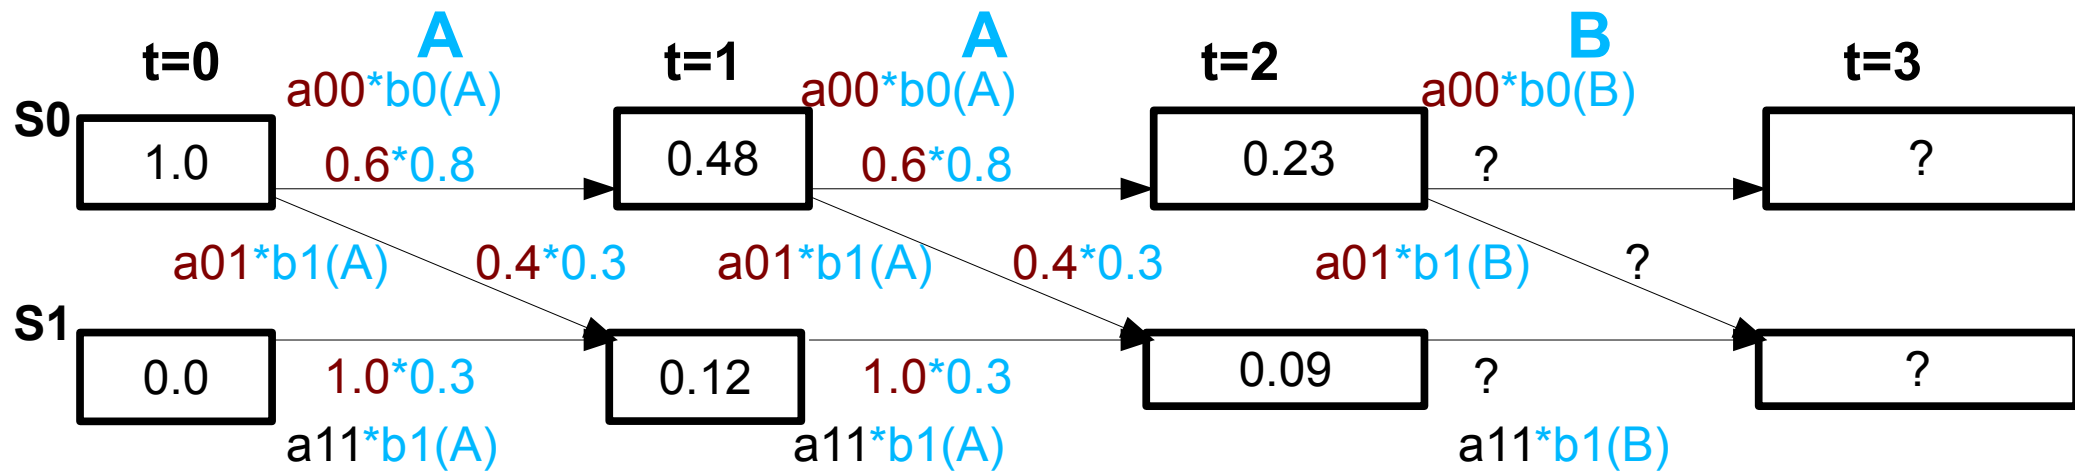 A A B
t=0 t=1 t=2 t=3
a00*b0(A) a00*b0(A) a00*b0(B)
S0
1.0 0.6*0.8 0.48 0.6*0.8 0.23 ? ?
a01*b1(A) 0.4*0.3 a01*b1(A) 0.4*0.3 a01*b1(B) ?
S1
0.0 1.0*0.3 0.12 1.0*0.3 0.09 ? ?
a11*b1(A) a11*b1(A) a11*b1(B)